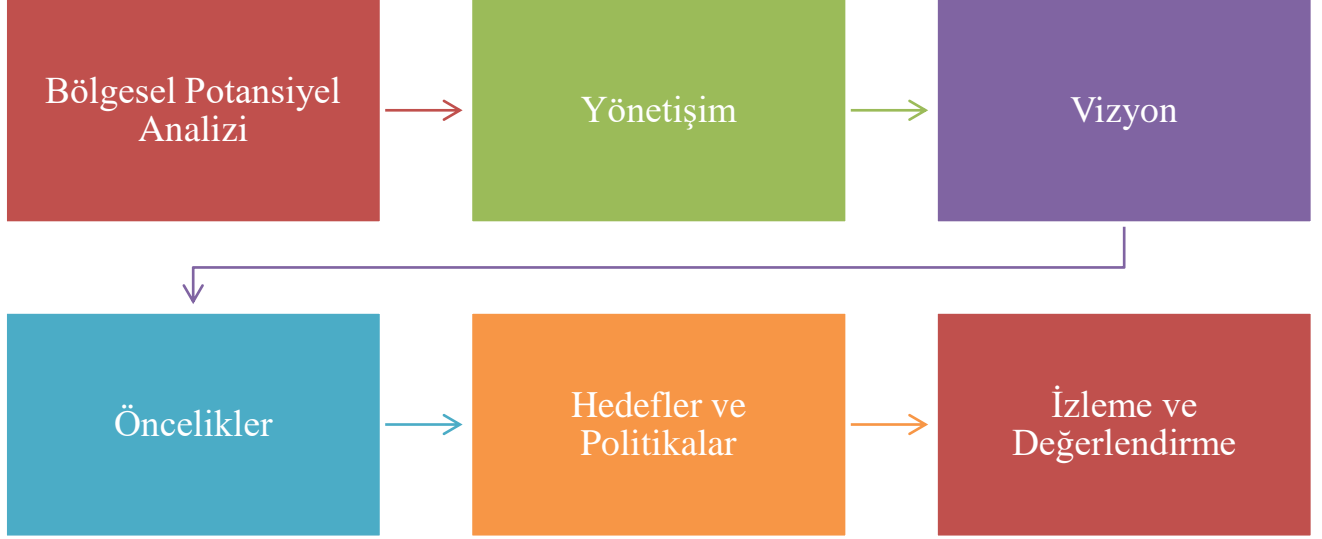 Bölgesel Potansiyel
Analizi
Yönetişim
Vizyon
Öncelikler
Hedefler ve
Politikalar
İzleme ve
Değerlendirme